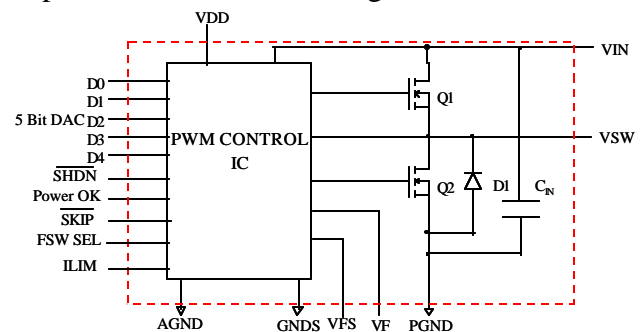 VDD
VIN
D0
D1
5 Bit DAC D2
D3
D4
SHDN
Power OK
SKIP
FSW SEL
ILIM
PWM CONTROL
IC
Q1
VSW
Q2
D1
CIN
AGND
GNDS
VFS
VF
PGND